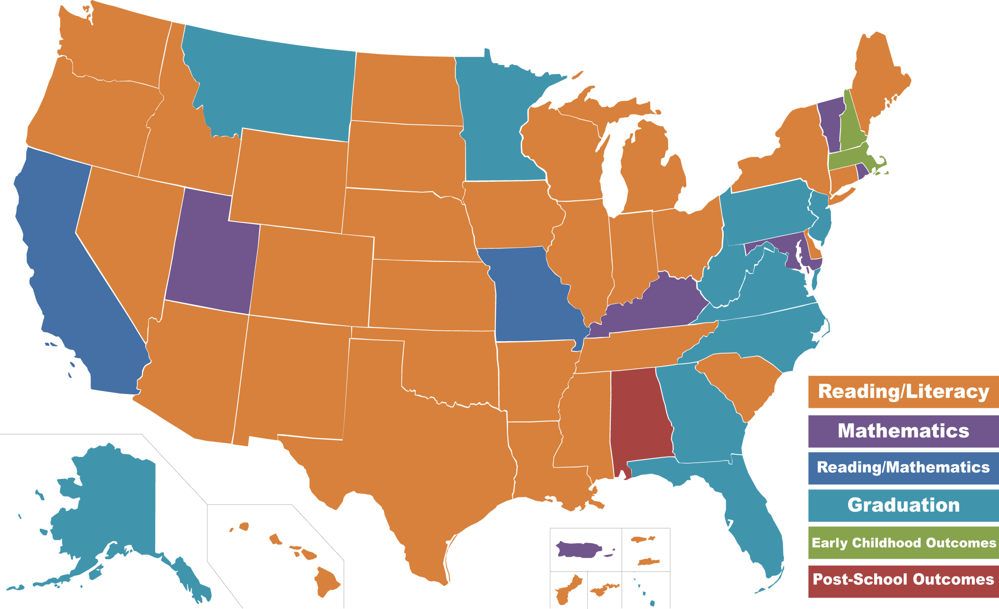 Reading/Literacy
Mathematics
Reading/Mathematics
Graduation
Early Childhood Outcomes
Post-School Outcomes